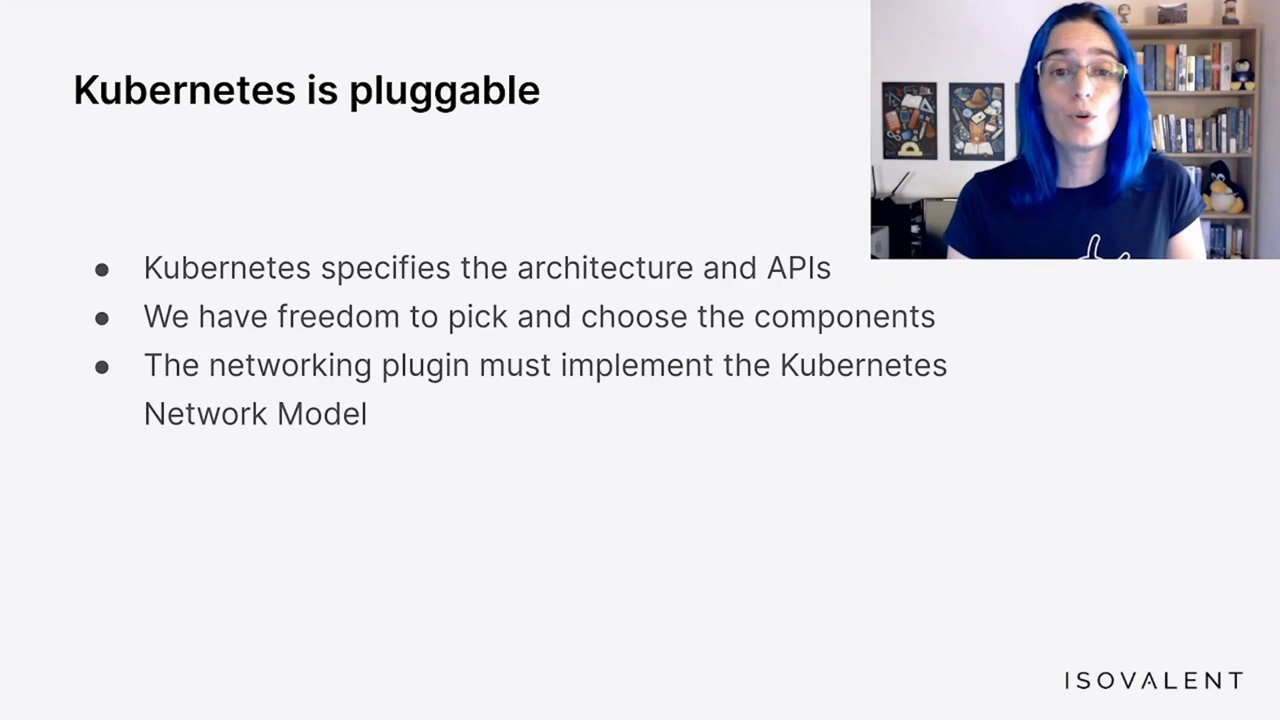 Kubernetes is pluggable
● Kubernetes specifies the architecture and APIs
● We have freedom to pick and choose the components
● The networking plugin must implement the Kubernetes
Network Model
ISOVALENT